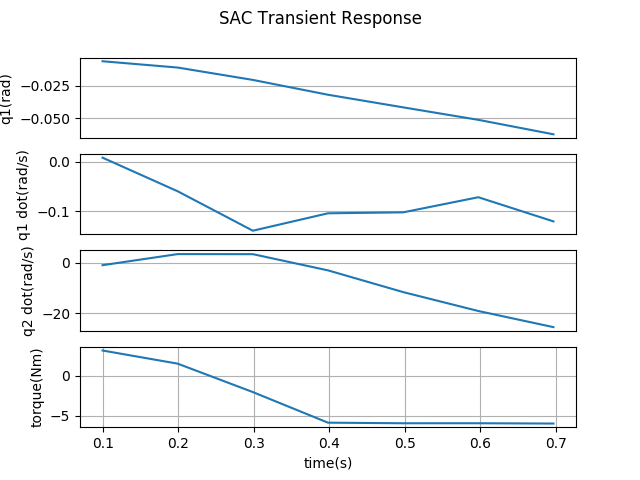 SAC Transient Response
q1(rad)
−0.025
−0.050
q1 dot(rad/s)
0.0
−0.1
q2 dot(rad/s)
0
−20
torque(Nm)
0
−5
0.1 0.2 0.3 0.4 0.5 0.6 0.7
time(s)